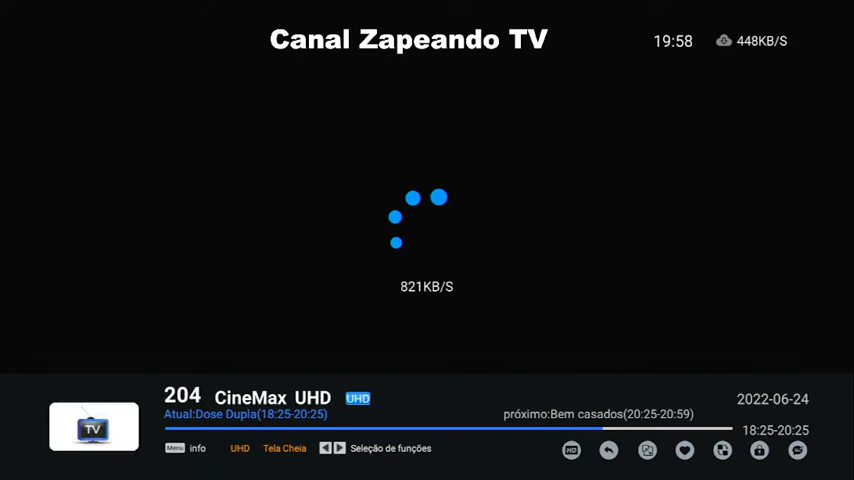 Canal Zapeando TV
19:58
448KB/S
821KB/S
204 CineMax UHD UHD
2022-06-24
Atual:Dose Dupla(18:25-20:25)
próximo:Bem casados(20:25-20:59)
TV
18:25-20:25
Menu info UHD Tela Cheia Seleção de funções
HD